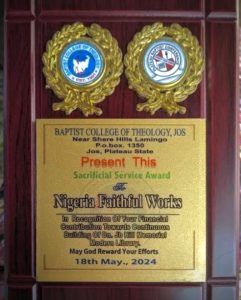 BAPTIST COLLEGE OF THEOLOGY, JOS
Near Shere Hills Lamingo
P.o.box. 1350
Jos, Plateau State
Present This
Sacrificial Service Award
To
Nigeria Faithful Works
In Recognition Of Your Financial
Contribution Towards Continuous
Building Of Dn. Jb Hill Memorial
Modern Library.
May God Reward Your Efforts
18th May., 2024